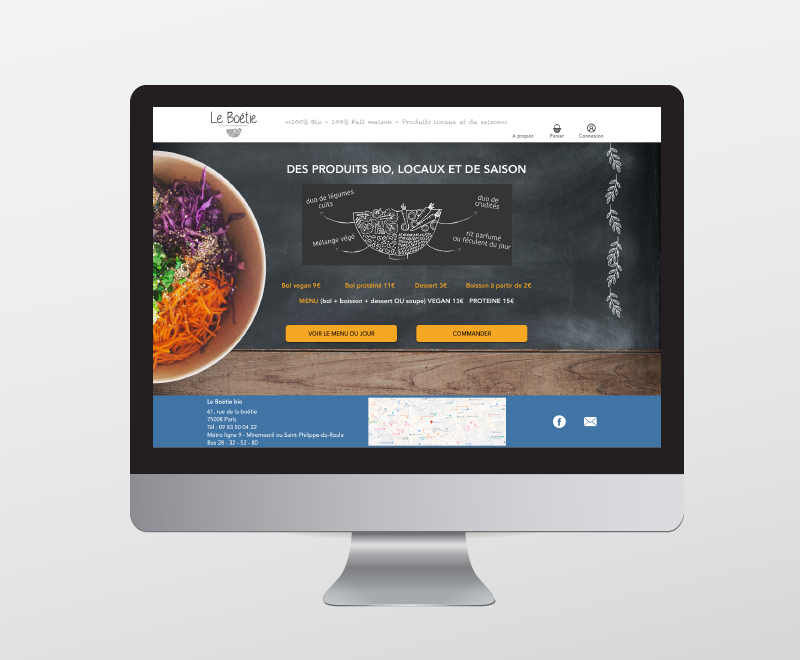 Le Boétie
»100% Bio - 100% Fait maison - Produits locaux et de saison«
A propos
Panier
Connexion
DES PRODUITS BIO, LOCAUX ET DE SAISON
duo de légumes
cuits
duo de
crudités
Mélange végé
riz parfumé
ou féculent du jour
Bol vegan 9€ Bol protéiné 11€ Dessert 3€ Boisson à partir de 2€
MENU (bol + boisson + dessert OU soupe) VEGAN 13€ PROTEINE 15€
VOIR LE MENU DU JOUR
COMMANDER
Le Boétie bio
61, rue de la boétie
75008 Paris
Tél : 09 83 50 04 22
Métro ligne 9 - Miromesnil ou Saint-Philippe-du-Roule
Bus 28 - 32 - 52 - 80